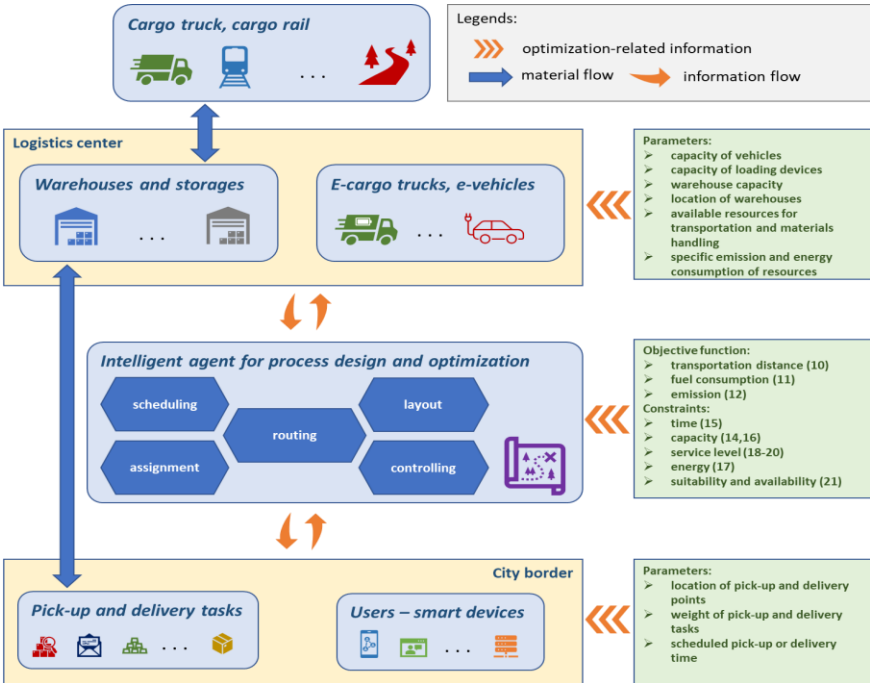 Cargo truck, cargo rail
. . .
Legends:
optimization-related information
material flow
information flow
Logistics center
Warehouses and storages
. . .
E-cargo trucks, e-vehicles
. . .
Parameters:
capacity of vehicles
capacity of loading devices
warehouse capacity
location of warehouses
available resources for
transportation and materials
handling
specific emission and energy
consumption of resources
Intelligent agent for process design and optimization
scheduling
layout
routing
assignment
controlling
Objective function:
transportation distance (10)
fuel consumption (11)
emission (12)
Constraints:
time (15)
capacity (14,16)
service level (18-20)
energy (17)
suitability and availability (21)
City border
Pick-up and delivery tasks
. . .
Users – smart devices
. . .
Parameters:
location of pick-up and delivery
points
weight of pick-up and delivery
tasks
scheduled pick-up or delivery
time